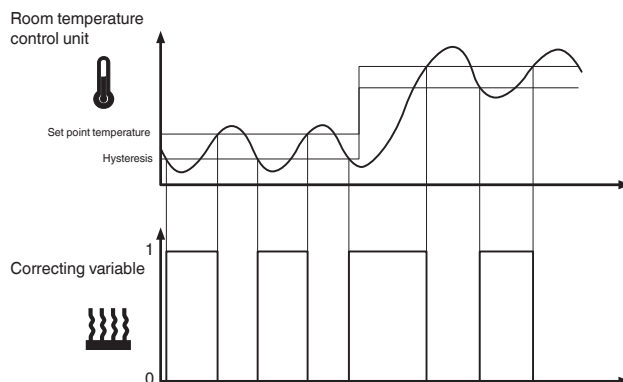 Room temperature
control unit
Set point temperature
Hysteresis
1
Correcting variable
0